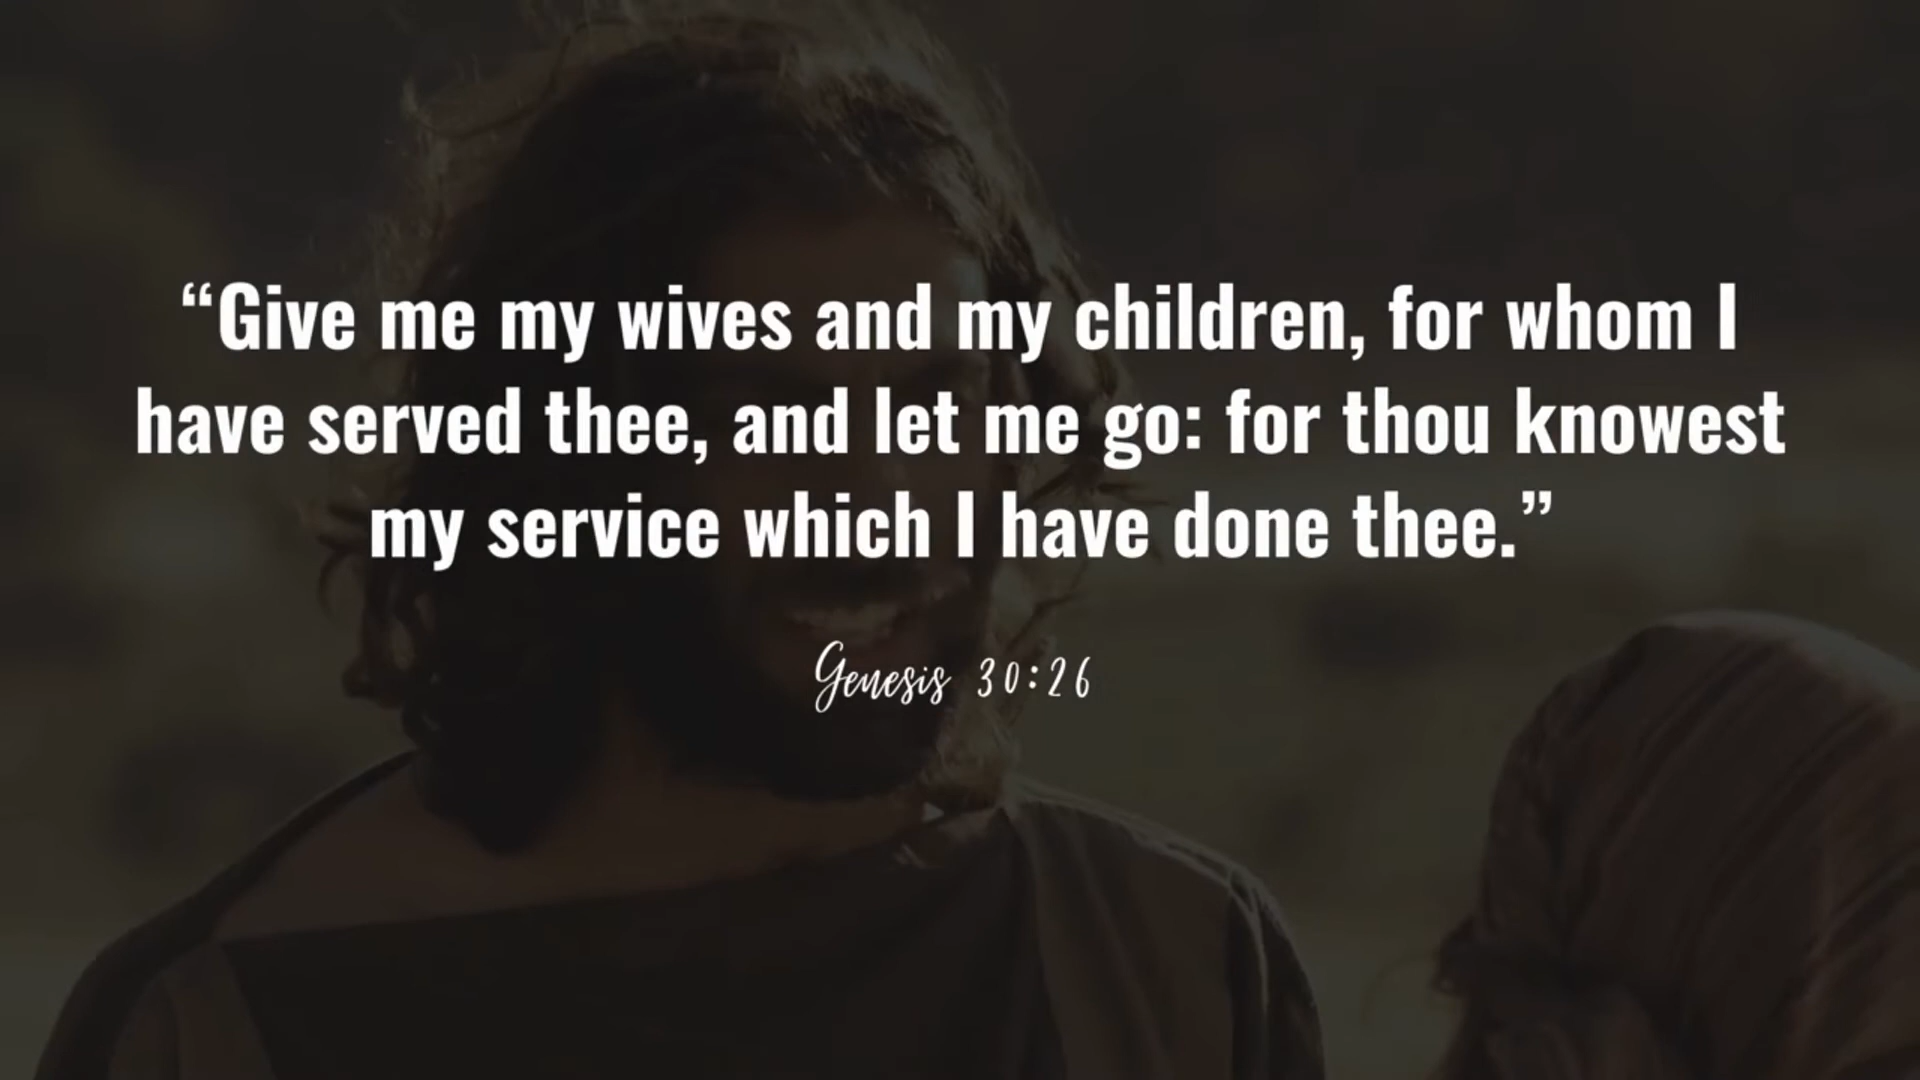 “Give me my wives and my children, for whom I
have served thee, and let me go: for thou knowest
my service which I have done thee.”
Genesis 30:26